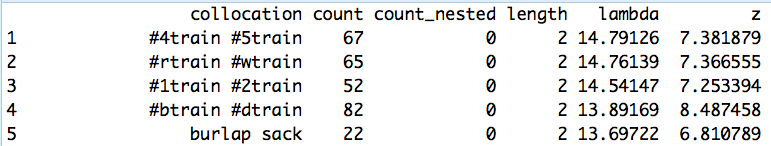 collocation count count_nested length lambda z
1 #4train #5train 67 0 2 14.79126 7.381879
2 #rtrain #wtrain 65 0 2 14.76139 7.366555
3 #1train #2train 52 0 2 14.54147 7.253394
4 #btrain #dtrain 82 0 2 13.89169 8.487458
5 burlap sack 22 0 2 13.69722 6.810789